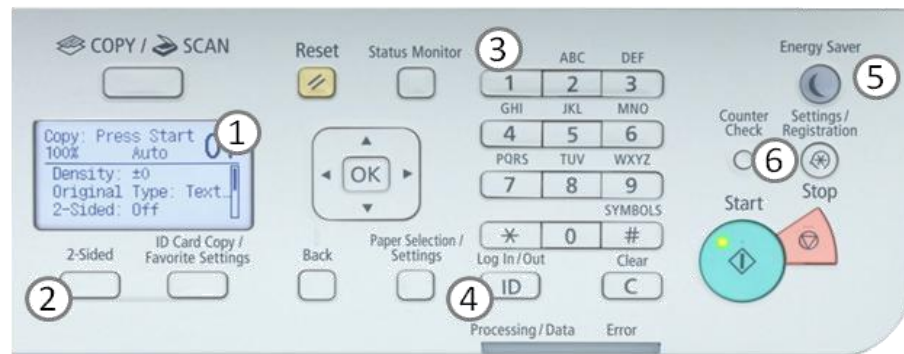 COPY / SCAN
Reset
Status Monitor
3
Energy Saver
5
ABC
DEF
1
2
3
GHI
JKL
MNO
4
5
6
PQRS
TUV
WXYZ
7
8
9
SYMBOLS
*
0
#
Counter
Check
Settings/
Registration
6
Stop
Start
1
Copy: Press Start
100% Auto
Density: ±0
Original Type: Text..
2-Sided: Off
OK
2-Sided
ID Card Copy /
Favorite Settings
2
Back
Paper Selection /
Settings
Log In/Out
Clear
4
ID
C
Processing/Data
Error